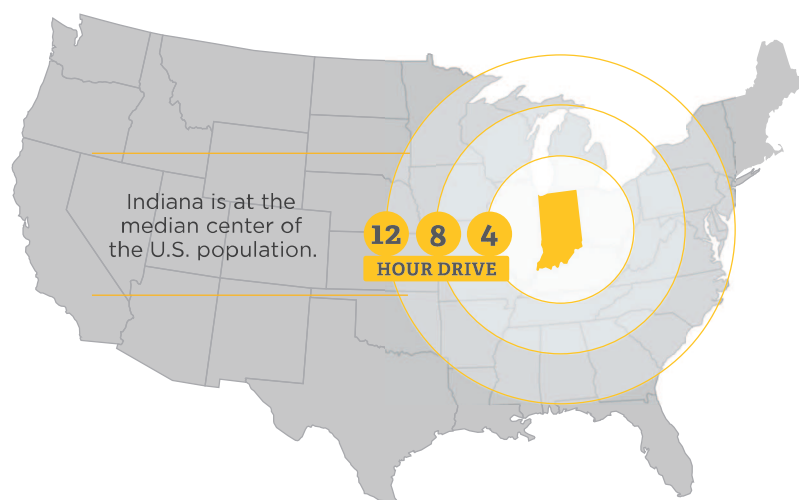 Indiana is at the
median center of
the U.S. population.
12 8 4
HOUR DRIVE